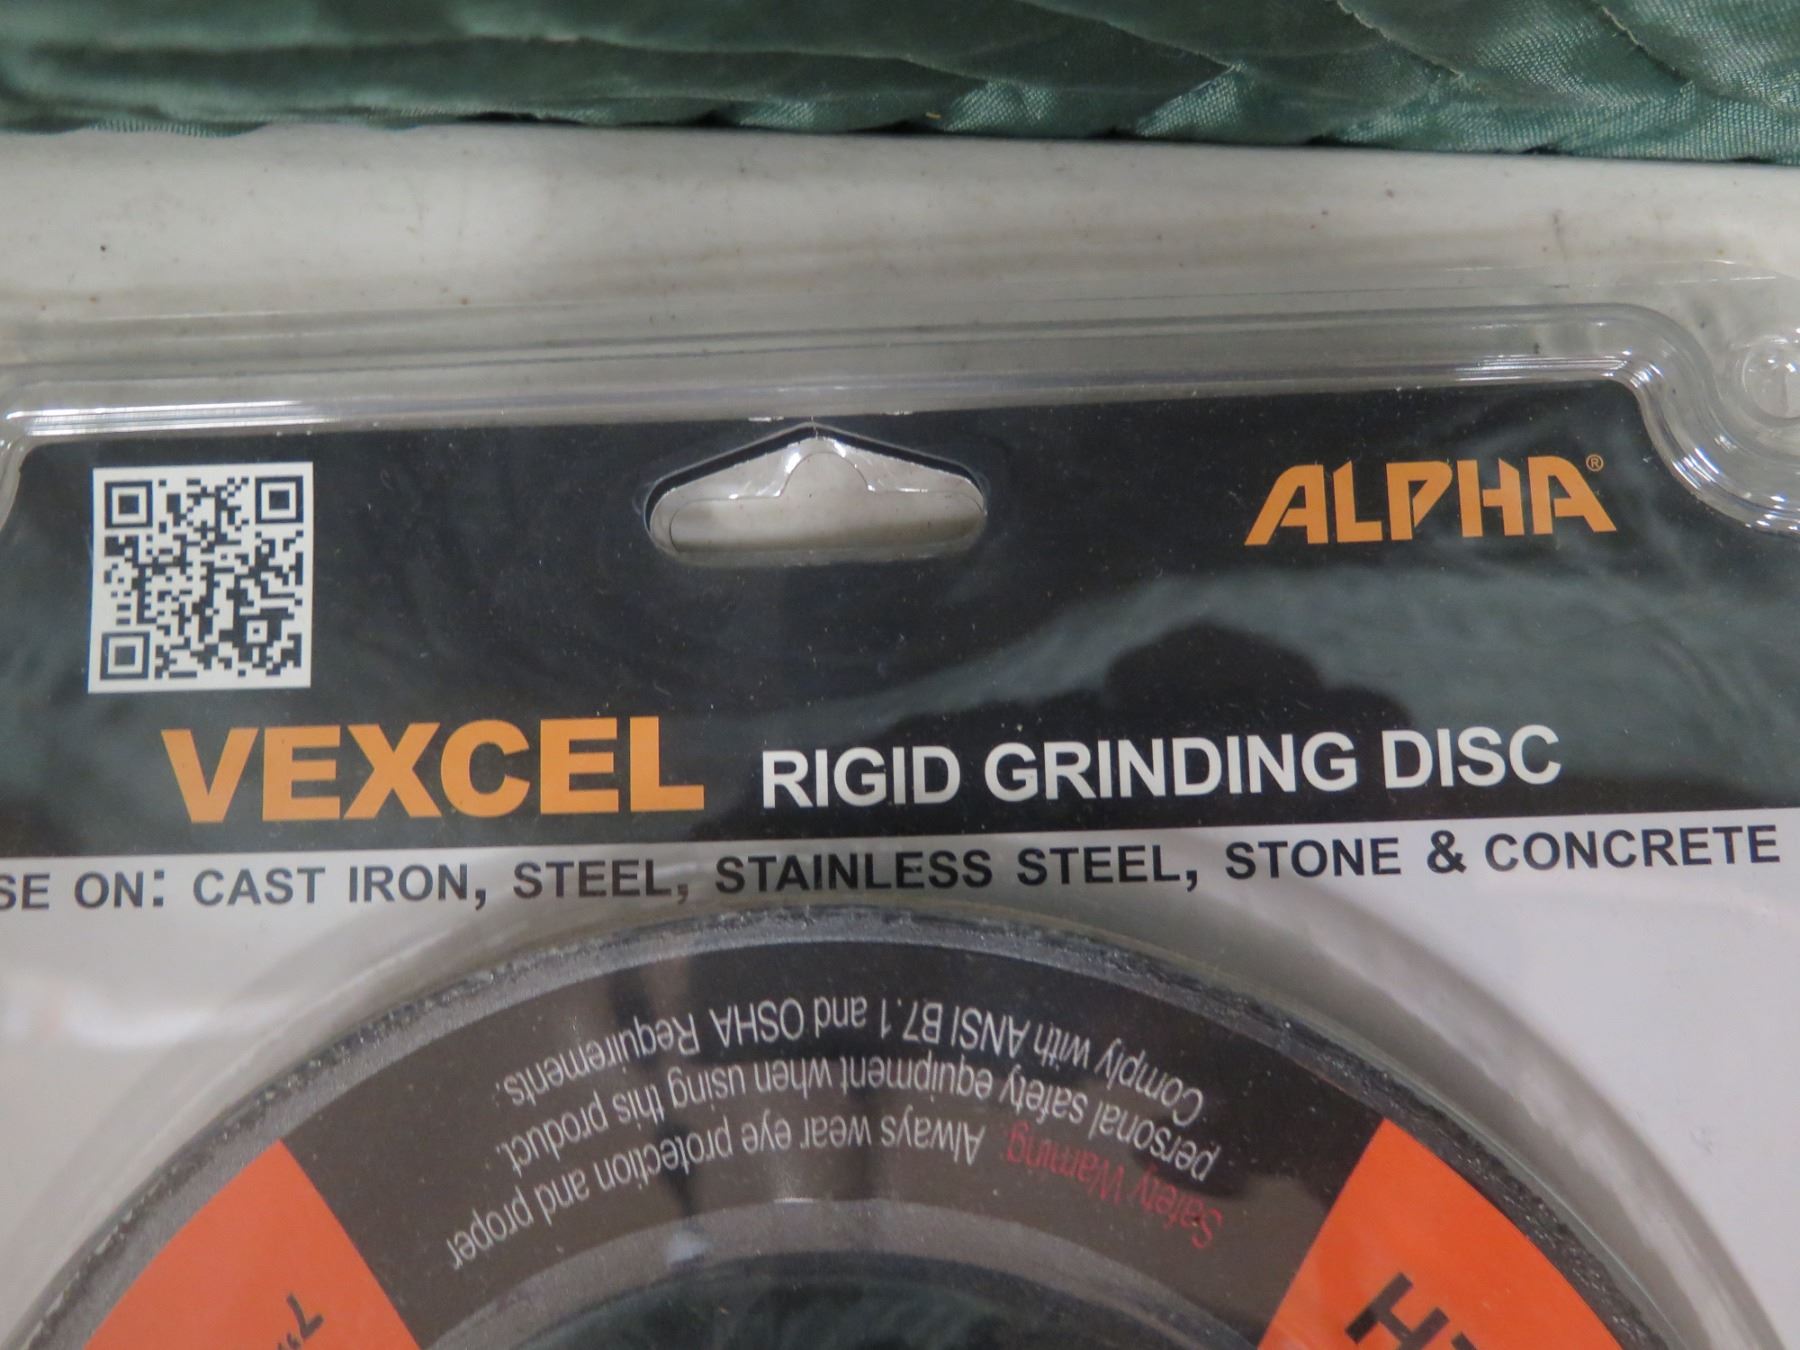 ALPHA®
VEXCEL RIGID GRINDING DISC
SE ON: CAST IRON, STEEL, STAINLESS STEEL, STONE & CONCRETE
Safety Warning: Always wear eye protection and proper
personal safety equipment when using this product.
Comply with ANSI B7.1 and OSHA Requirements.
7"